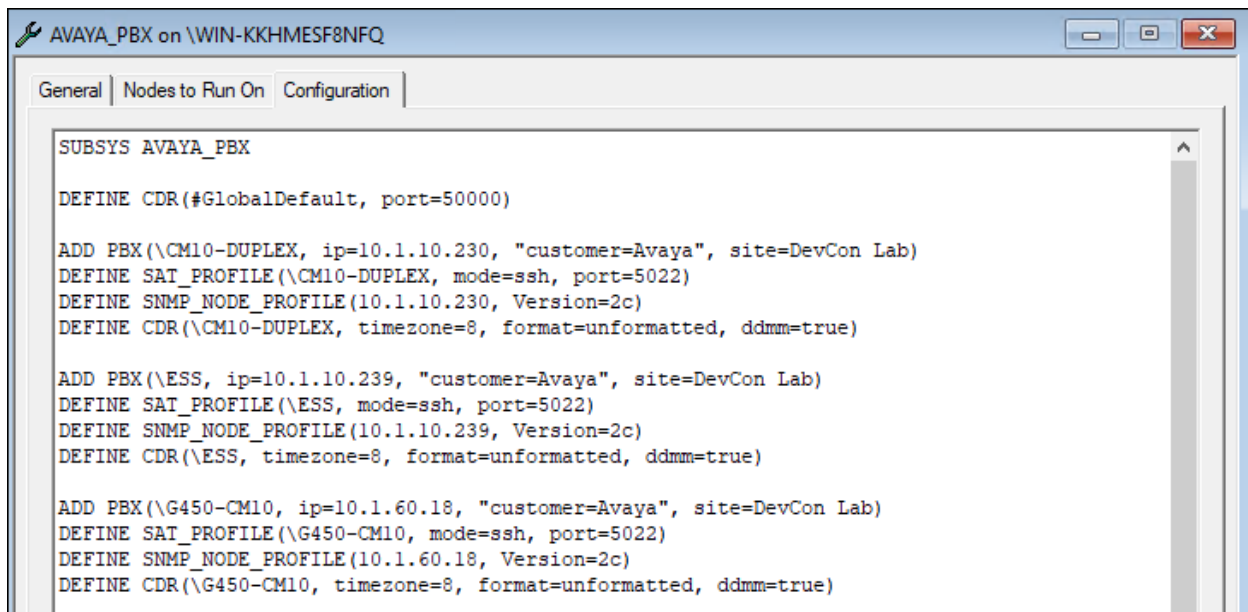 AVAYA_PBX on \WIN-KKHMESF8NFQ
General Nodes to Run On Configuration
SUBSYS AVAYA_PBX
DEFINE CDR(#GlobalDefault, port=50000)
ADD PBX(\CM10-DUPLEX, ip=10.1.10.230, "customer=Avaya", site=DevCon Lab)
DEFINE SAT_PROFILE(\CM10-DUPLEX, mode=ssh, port=5022)
DEFINE SNMP_NODE_PROFILE(10.1.10.230, Version=2c)
DEFINE CDR(\CM10-DUPLEX, timezone=8, format=unformatted, ddmm=true)
ADD PBX(\ESS, ip=10.1.10.239, "customer=Avaya", site=DevCon Lab)
DEFINE SAT_PROFILE(\ESS, mode=ssh, port=5022)
DEFINE SNMP_NODE_PROFILE(10.1.10.239, Version=2c)
DEFINE CDR(\ESS, timezone=8, format=unformatted, ddmm=true)
ADD PBX(\G450-CM10, ip=10.1.60.18, "customer=Avaya", site=DevCon Lab)
DEFINE SAT_PROFILE(\G450-CM10, mode=ssh, port=5022)
DEFINE SNMP_NODE_PROFILE(10.1.60.18, Version=2c)
DEFINE CDR(\G450-CM10, timezone=8, format=unformatted, ddmm=true)